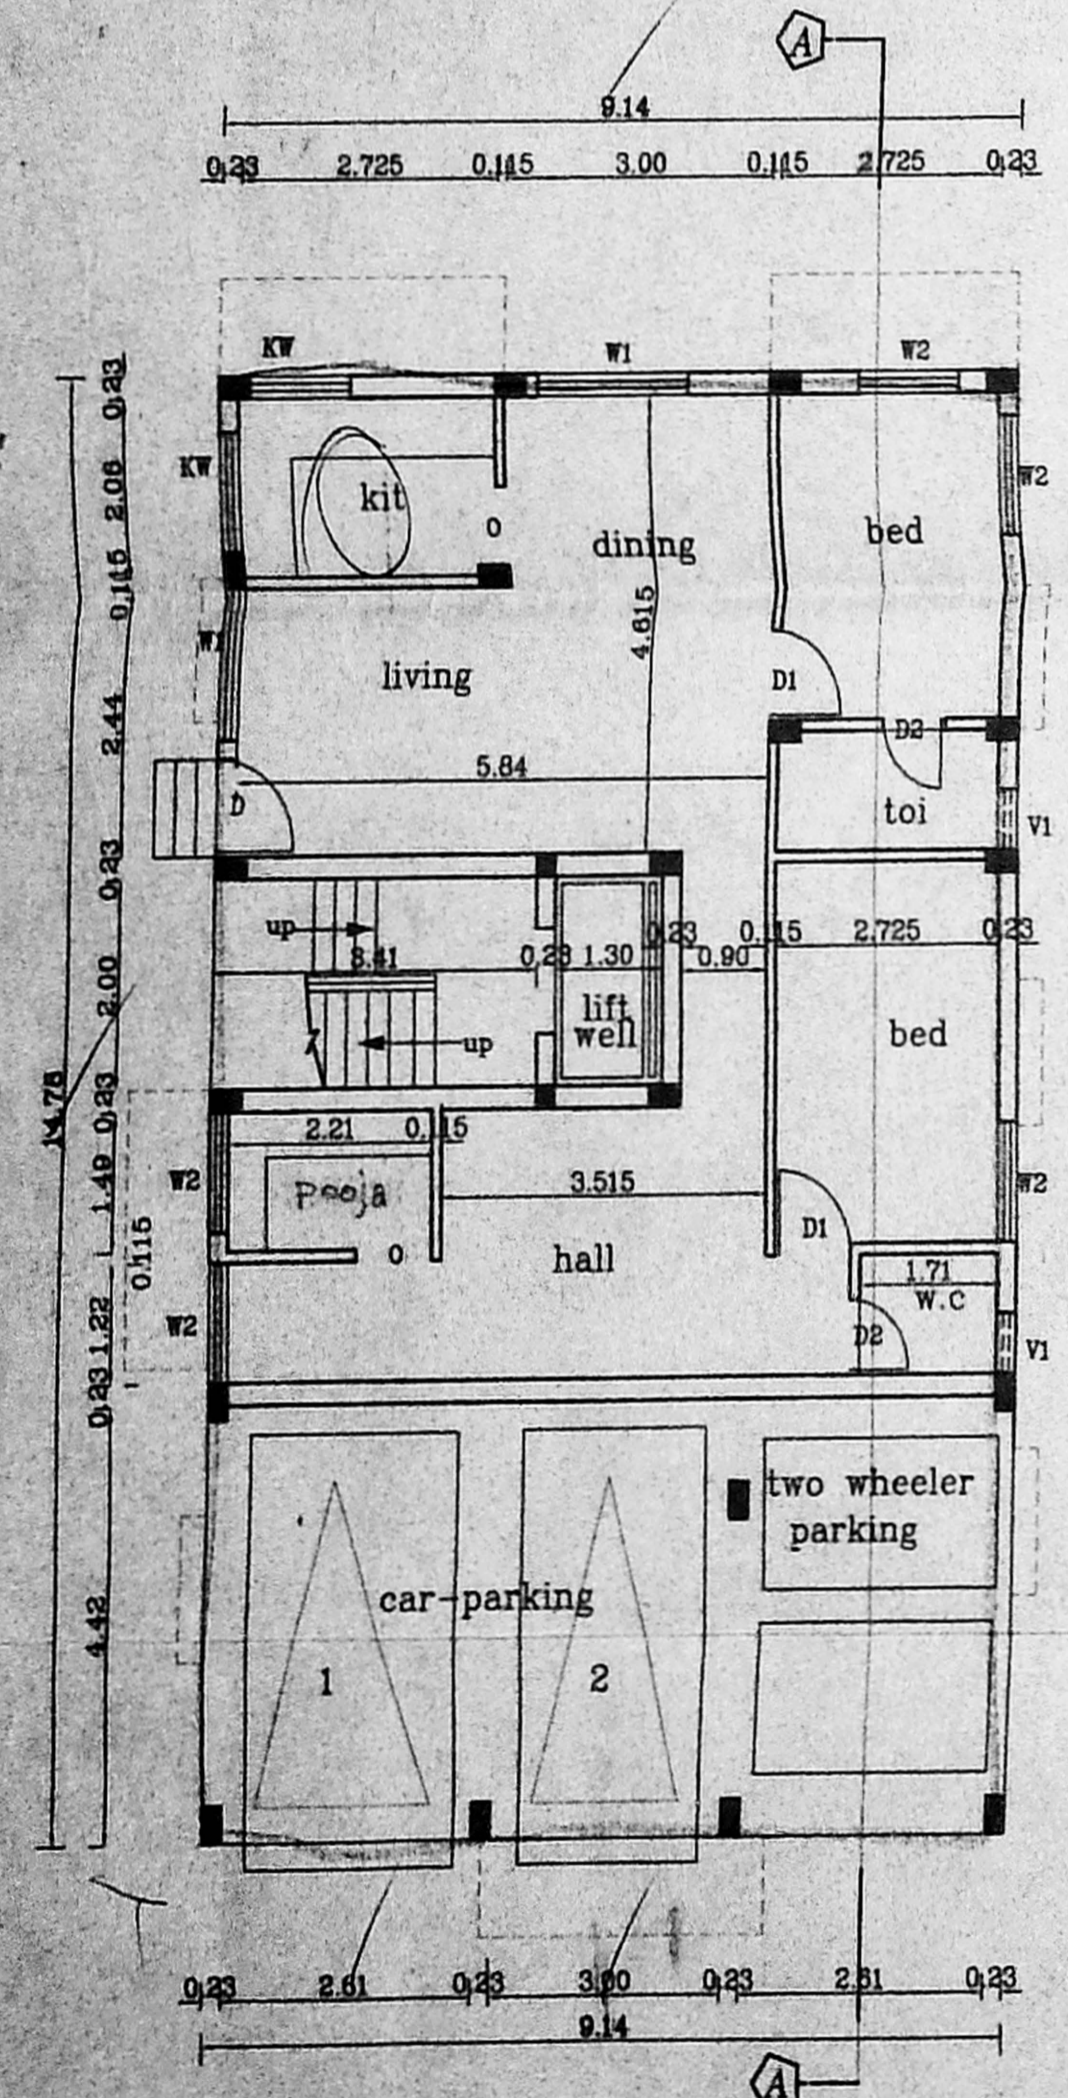 A
9.14
0.23 2.725 0.115 3.00 0.115 2.725 0.23
KW W1 W2
0.23
KW
W2
2.06
kit
O
bed
dining
0.115
4.615
W1
living
D1
2.44
D2
5.84
D
toi
V1
0.23
up
0.23 0.115 2.725 0.23
3.41 0.23 1.30 0.90
2.00
lift
well
bed
up
14.78
0.23
2.21 0.115
1.49
W2
pooja
3.515
W2
D1
0.115
O
hall
1.71
W.C
1.22
W2
D2
V1
0.23
two wheeler
parking
car-parking
4.42
1
2
0.23 2.61 0.23 3.00 0.23 2.61 0.23
9.14
A